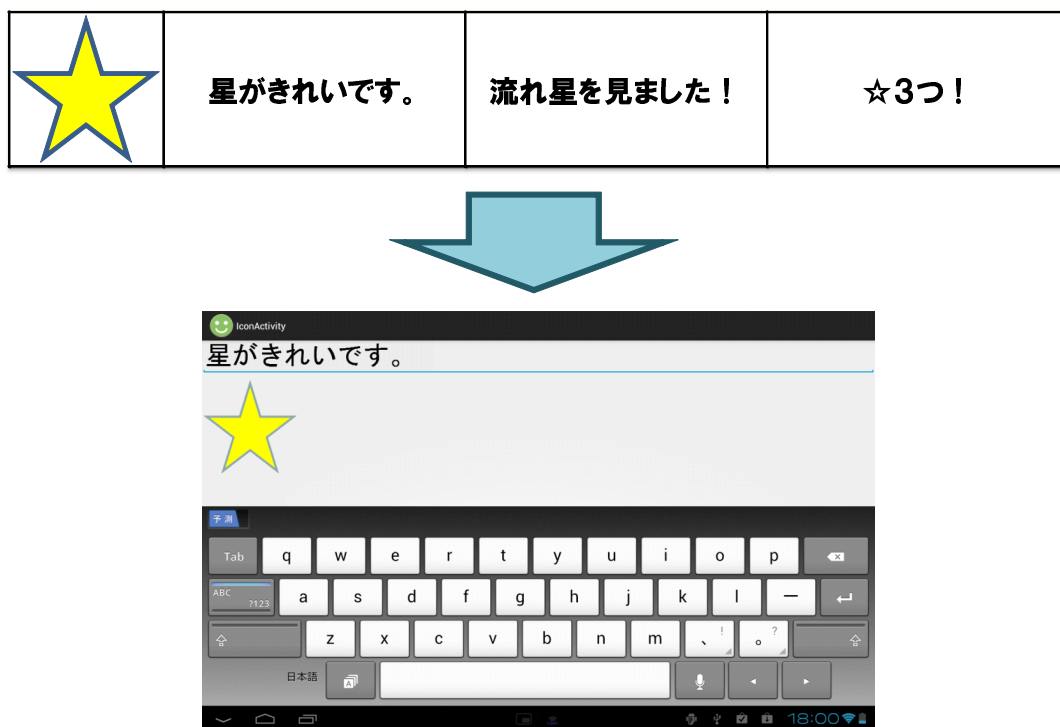 星がきれいです。
流れ星を見ました！
☆3つ！
IconActivity
星がきれいです。
予測
Tab q w e r t y u i o p
ABC ?123 a s d f g h j k l ー
z x c v b n m 、 ! 。 ?
日本語 A
18:00